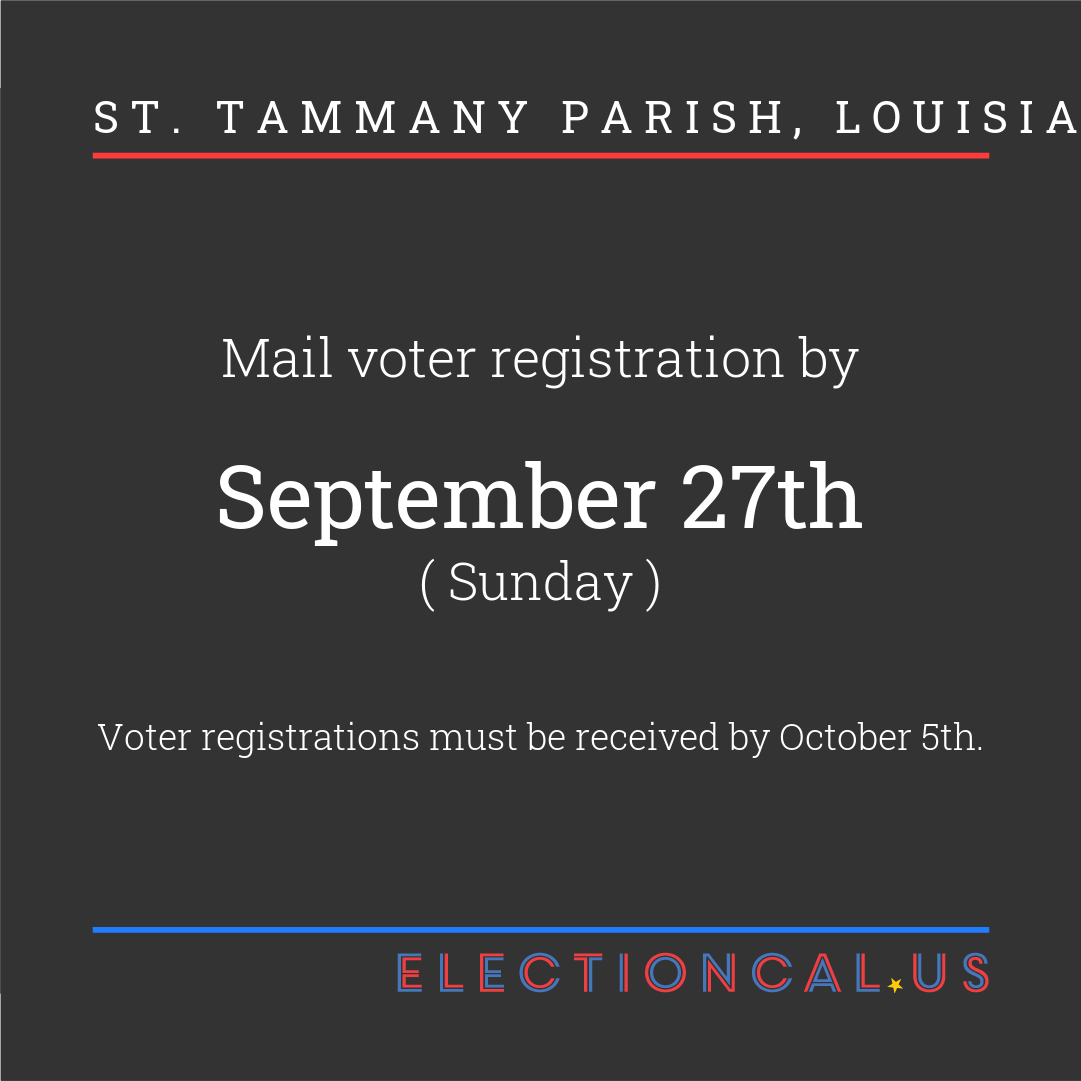 ST. TAMMANY PARISH, LOUISIA
Mail voter registration by
September 27th
( Sunday )
Voter registrations must be received by October 5th.
ELECTIONCAL.US